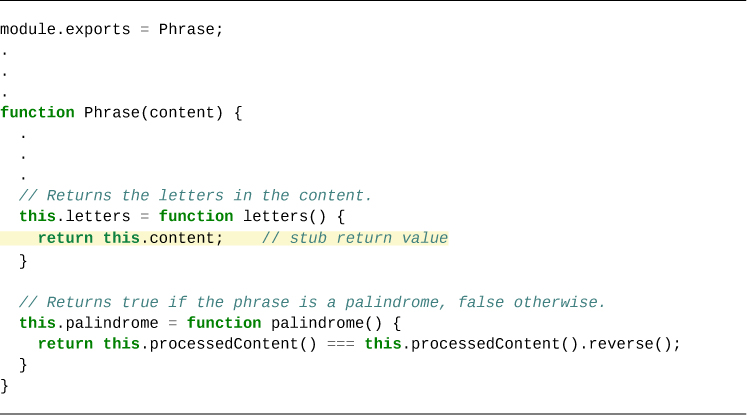 module.exports = Phrase;
.
.
.
function Phrase(content) {
  .
  .
  .
  // Returns the letters in the content.
  this.letters = function letters() {
    return this.content;    // stub return value
  }

  // Returns true if the phrase is a palindrome, false otherwise.
  this.palindrome = function palindrome() {
    return this.processedContent() === this.processedContent().reverse();
  }
}